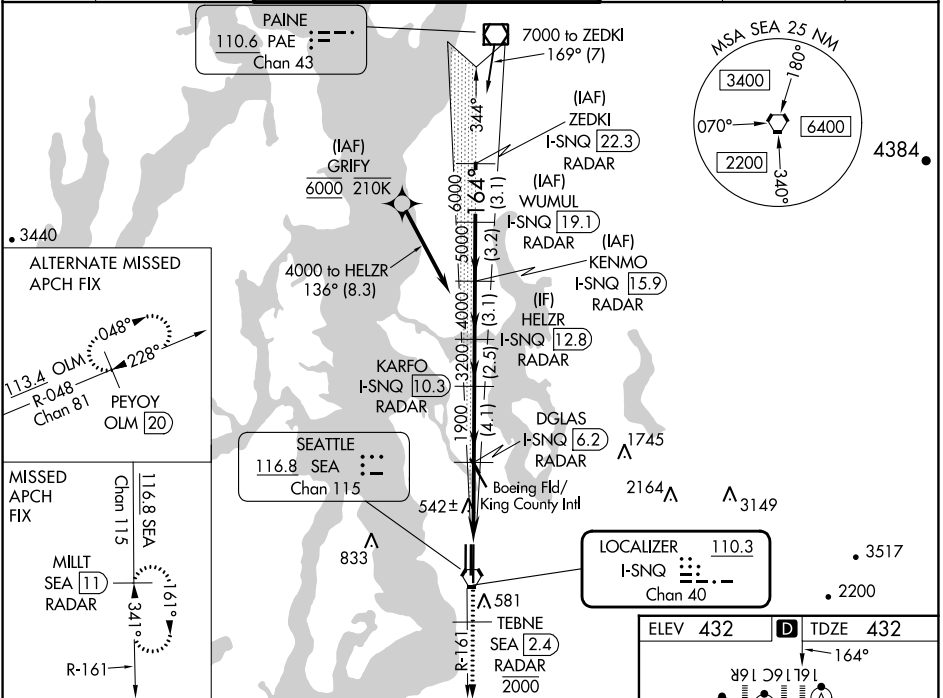 PAINE
110.6 PAE
Chan 43
7000 to ZEDKI
169° (7)
MSA SEA 25 NM
180°
3400
070°
6400
2200
340°
4384
344°
(IAF)
ZEDKI
I-SNQ 22.3
RADAR
(IAF)
GRIFY
6000 210K
6000
164°
(3.1)
(IAF)
WUMUL
I-SNQ 19.1
RADAR
5000
(3.2)
(IAF)
KENMO
I-SNQ 15.9
RADAR
3440
4000 to HELZR
136° (8.3)
4000
(3.1)
(IF)
HELZR
I-SNQ 12.8
RADAR
ALTERNATE MISSED
APCH FIX
048°
228°
113.4 OLM
R-048
Chan 81
PEYOY
OLM 20
3200
(2.5)
KARFO
I-SNQ 10.3
RADAR
1900
(4.1)
DGLAS
I-SNQ 6.2
RADAR
1745
SEATTLE
116.8 SEA
Chan 115
Boeing Fld/
King County Intl
542±
2164
3149
MISSED
APCH
FIX
116.8 SEA
Chan 115
MILLT
SEA 11
RADAR
161°
341°
R-161
833
LOCALIZER 110.3
I-SNQ
Chan 40
3517
2200
581
TEBNE
SEA 2.4
RADAR
2000
R-161
ELEV 432 D TDZE 432
164°
16L
16C
16R
A